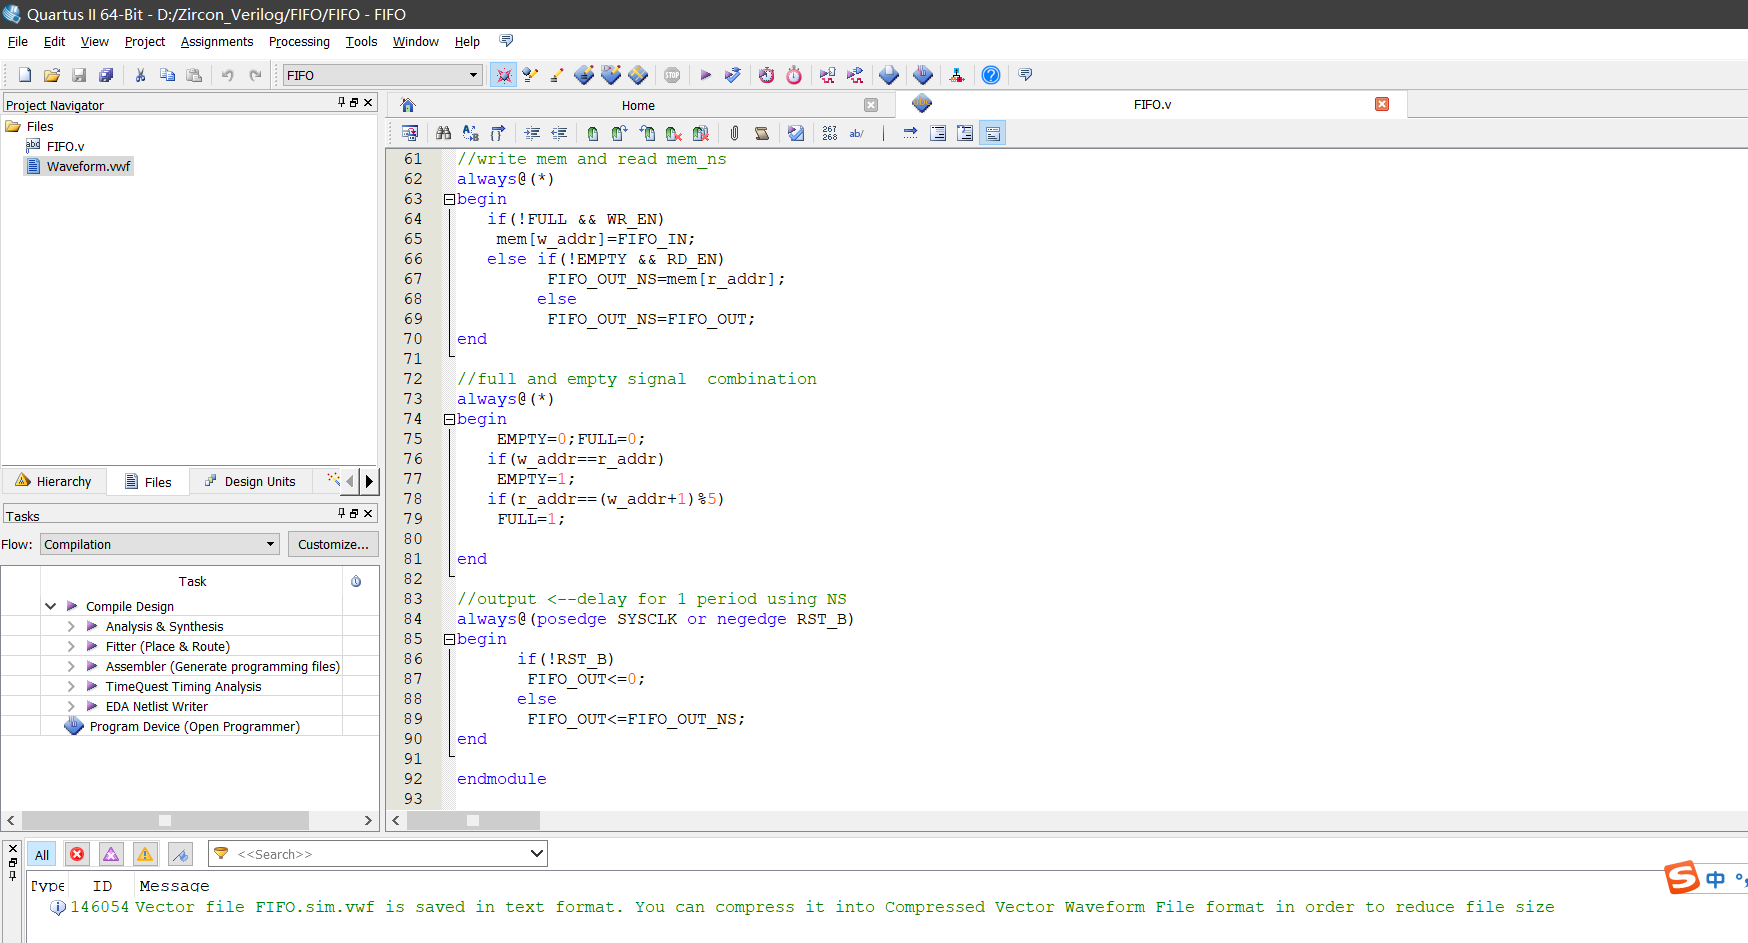 Quartus II 64-Bit - D:/Zircon_Verilog/FIFO/FIFO - FIFO
File Edit View Project Assignments Processing Tools Window Help
FIFO
STOP
Project Navigator
Files
FIFO.v
Waveform.vwf
Hierarchy Files Design Units
Tasks
Flow: Compilation Customize...
Task
Compile Design
Analysis & Synthesis
Fitter (Place & Route)
Assembler (Generate programming files)
TimeQuest Timing Analysis
EDA Netlist Writer
Program Device (Open Programmer)
Home FIFO.v
267
268
ab/
61 //write mem and read mem_ns
62 always@(*)
63 begin
64 if(!FULL && WR_EN)
65 mem[w_addr]=FIFO_IN;
66 else if(!EMPTY && RD_EN)
67 FIFO_OUT_NS=mem[r_addr];
68 else
69 FIFO_OUT_NS=FIFO_OUT;
70 end
71
72 //full and empty signal  combination
73 always@(*)
74 begin
75 EMPTY=0;FULL=0;
76 if(w_addr==r_addr)
77 EMPTY=1;
78 if(r_addr==(w_addr+1)%5)
79 FULL=1;
80
81 end
82
83 //output <--delay for 1 period using NS
84 always@(posedge SYSCLK or negedge RST_B)
85 begin
86 if(!RST_B)
87 FIFO_OUT<=0;
88 else
89 FIFO_OUT<=FIFO_OUT_NS;
90 end
91
92 endmodule
93
All <<Search>>
Type ID Message
146054 Vector file FIFO.sim.vwf is saved in text format. You can compress it into Compressed Vector Waveform File format in order to reduce file size
S 中